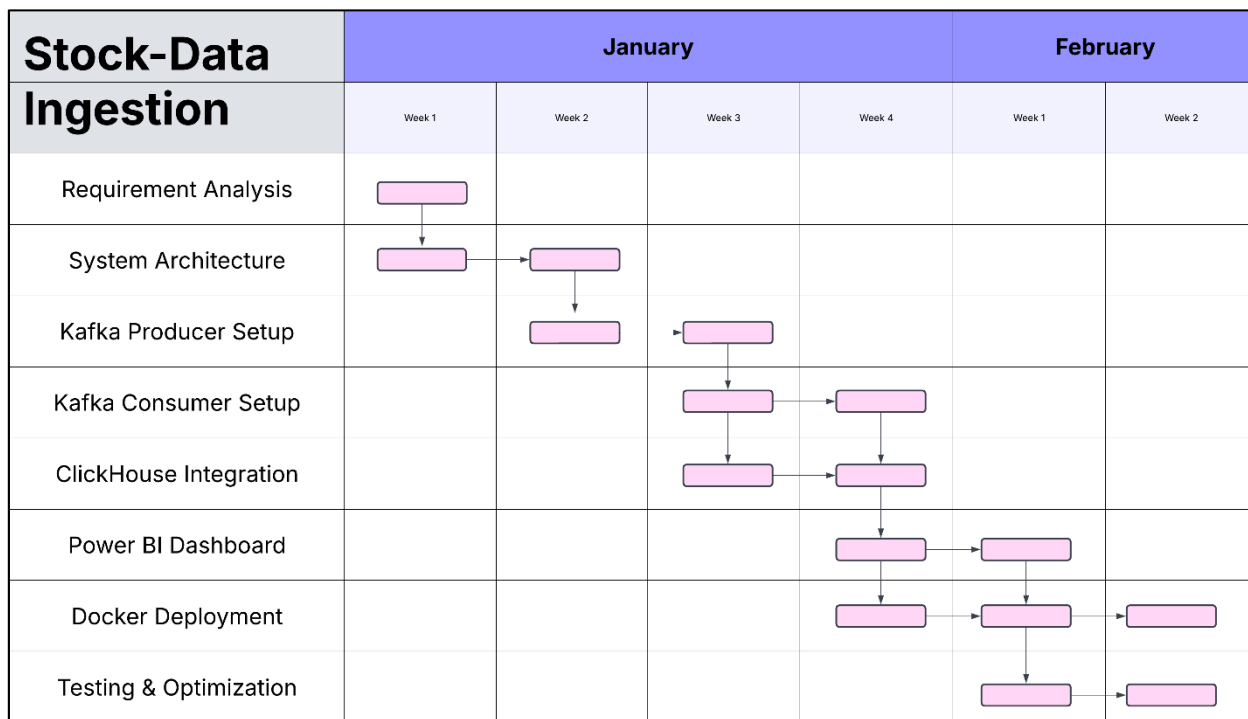 Stock-Data
Ingestion
January
February
Week 1
Week 2
Week 3
Week 4
Week 1
Week 2
Requirement Analysis
System Architecture
Kafka Producer Setup
Kafka Consumer Setup
ClickHouse Integration
Power BI Dashboard
Docker Deployment
Testing & Optimization